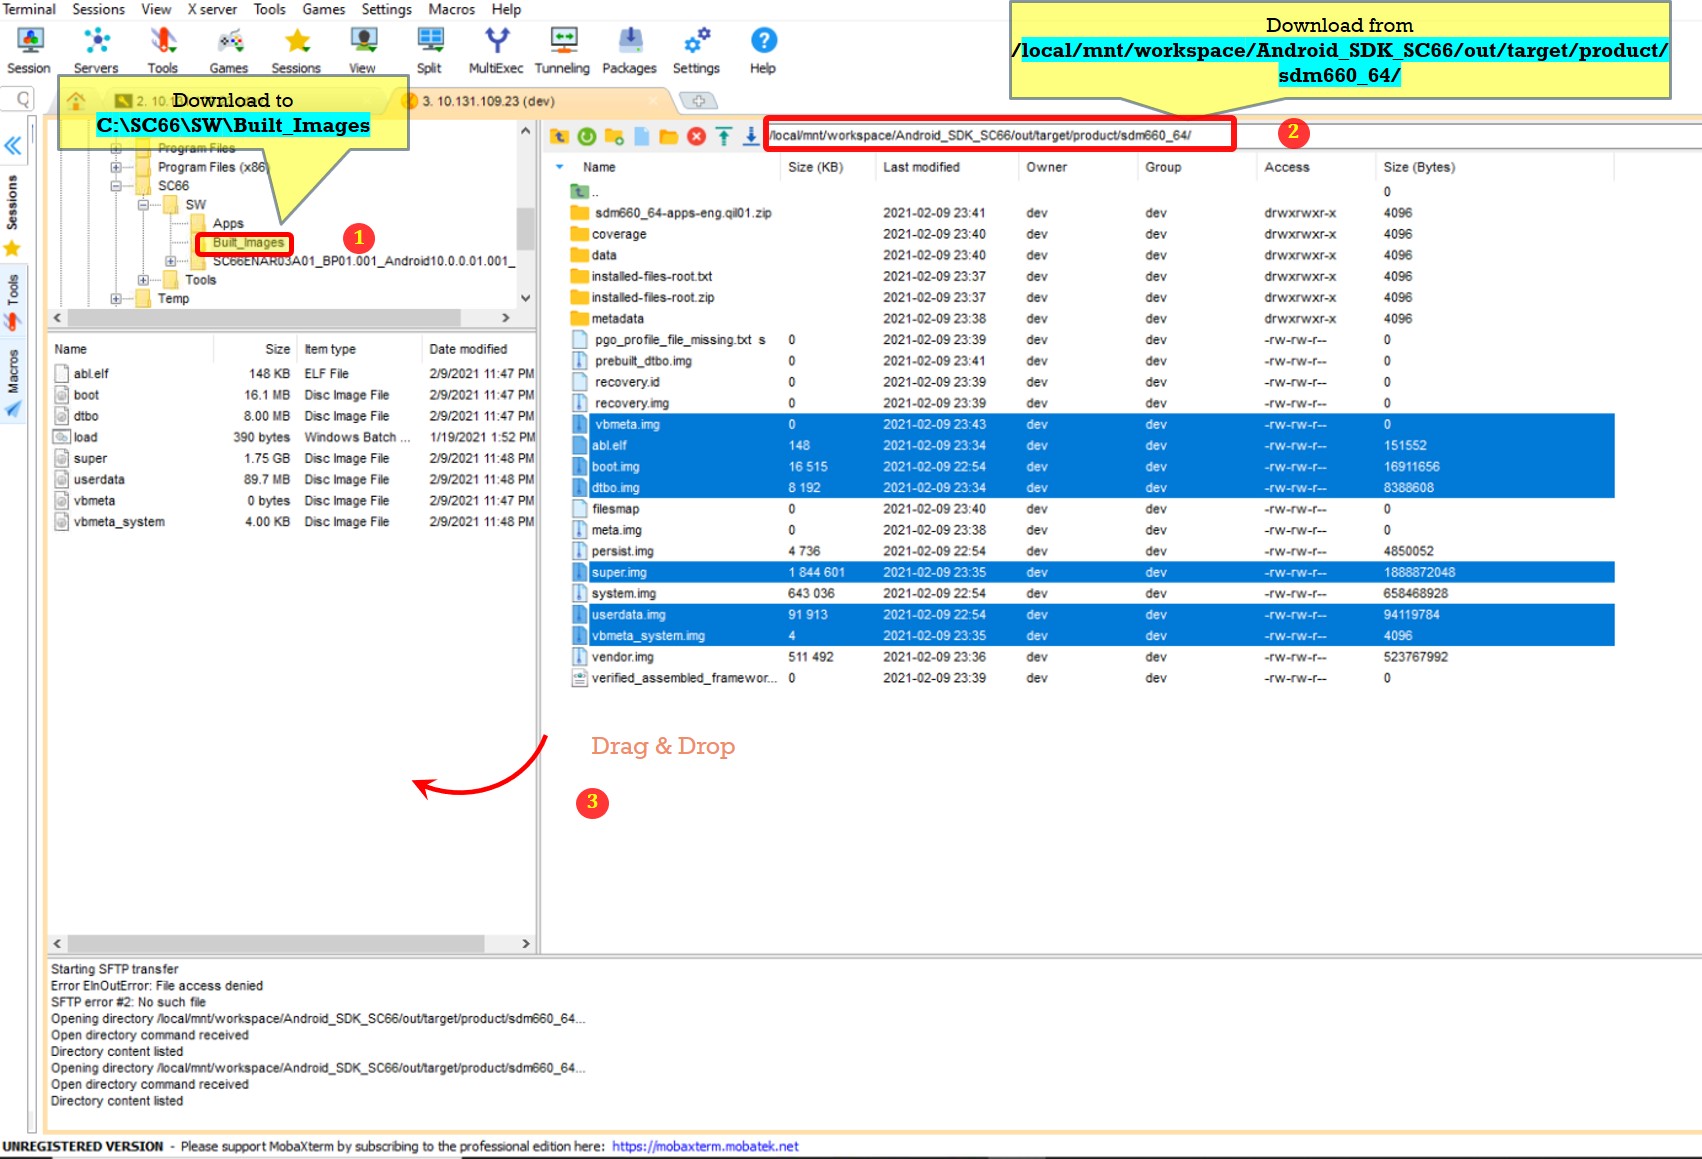 Terminal Sessions View X server Tools Games Settings Macros Help
Session Servers Tools Games Sessions View Split MultiExec Tunneling Packages Settings Help
Download from
/local/mnt/workspace/Android_SDK_SC66/out/target/product/
sdm660_64/
Download to
C:\SC66\SW\Built_Images
2. 10.1
3. 10.131.109.23 (dev)
/local/mnt/workspace/Android_SDK_SC66/out/target/product/sdm660_64/
2
Sessions
Tools
Macros
Program Files
Program Files (x86)
SC66
SW
Apps
Built_Images
1
SC66ENAR03A01_BP01.001_Android10.0.0.01.001_
Tools
Temp
Name Size Item type Date modified
abl.elf 148 KB ELF File 2/9/2021 11:47 PM
boot 16.1 MB Disc Image File 2/9/2021 11:47 PM
dtbo 8.00 MB Disc Image File 2/9/2021 11:47 PM
load 390 bytes Windows Batch ... 1/19/2021 1:52 PM
super 1.75 GB Disc Image File 2/9/2021 11:48 PM
userdata 89.7 MB Disc Image File 2/9/2021 11:48 PM
vbmeta 0 bytes Disc Image File 2/9/2021 11:47 PM
vbmeta_system 4.00 KB Disc Image File 2/9/2021 11:48 PM
Name Size (KB) Last modified Owner Group Access Size (Bytes)
.. 0
sdm660_64-apps-eng.qil01.zip 2021-02-09 23:41 dev dev drwxrwxr-x 4096
coverage 2021-02-09 23:40 dev dev drwxrwxr-x 4096
data 2021-02-09 23:40 dev dev drwxrwxr-x 4096
installed-files-root.txt 2021-02-09 23:37 dev dev drwxrwxr-x 4096
installed-files-root.zip 2021-02-09 23:37 dev dev drwxrwxr-x 4096
metadata 2021-02-09 23:38 dev dev drwxrwxr-x 4096
pgo_profile_file_missing.txt s 0 2021-02-09 23:39 dev dev -rw-rw-r-- 0
prebuilt_dtbo.img 0 2021-02-09 23:41 dev dev -rw-rw-r-- 0
recovery.id 0 2021-02-09 23:39 dev dev -rw-rw-r-- 0
recovery.img 0 2021-02-09 23:39 dev dev -rw-rw-r-- 0
vbmeta.img 0 2021-02-09 23:43 dev dev -rw-rw-r-- 0
abl.elf 148 2021-02-09 23:34 dev dev -rw-rw-r-- 151552
boot.img 16 515 2021-02-09 22:54 dev dev -rw-rw-r-- 16911656
dtbo.img 8 192 2021-02-09 23:34 dev dev -rw-rw-r-- 8388608
filesmap 0 2021-02-09 23:40 dev dev -rw-rw-r-- 0
meta.img 0 2021-02-09 23:38 dev dev -rw-rw-r-- 0
persist.img 4 736 2021-02-09 22:54 dev dev -rw-rw-r-- 4850052
super.img 1 844 601 2021-02-09 23:35 dev dev -rw-rw-r-- 1888872048
system.img 643 036 2021-02-09 22:54 dev dev -rw-rw-r-- 658468928
userdata.img 91 913 2021-02-09 22:54 dev dev -rw-rw-r-- 94119784
vbmeta_system.img 4 2021-02-09 23:35 dev dev -rw-rw-r-- 4096
vendor.img 511 492 2021-02-09 23:36 dev dev -rw-rw-r-- 523767992
verified_assembled_framewor... 0 2021-02-09 23:39 dev dev -rw-rw-r-- 0
Drag & Drop
3
Starting SFTP transfer
Error EInOutError: File access denied
SFTP error #2: No such file
Opening directory /local/mnt/workspace/Android_SDK_SC66/out/target/product/sdm660_64...
Open directory command received
Directory content listed
Opening directory /local/mnt/workspace/Android_SDK_SC66/out/target/product/sdm660_64...
Open directory command received
Directory content listed
UNREGISTERED VERSION - Please support MobaXterm by subscribing to the professional edition here: https://mobaxterm.mobatek.net